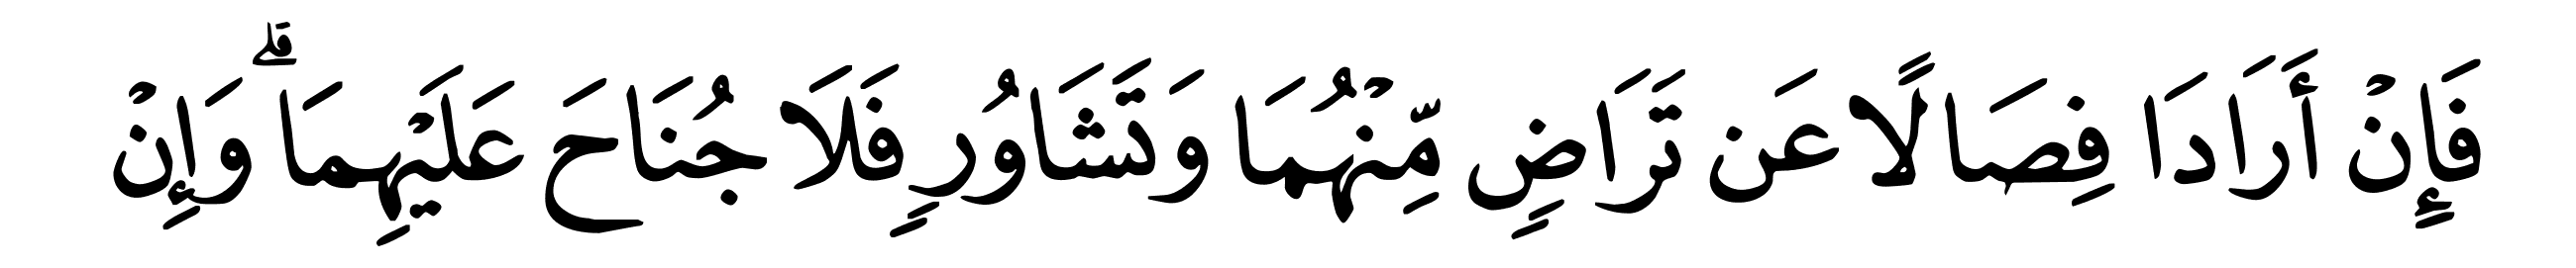 فَإِنۡ أَرَادَا فِصَالًا عَن تَرَاضٖ مِّنۡهُمَا وَتَشَاوُرٖ فَلَا جُنَاحَ عَلَيۡهِمَاۗ وَإِنۡ